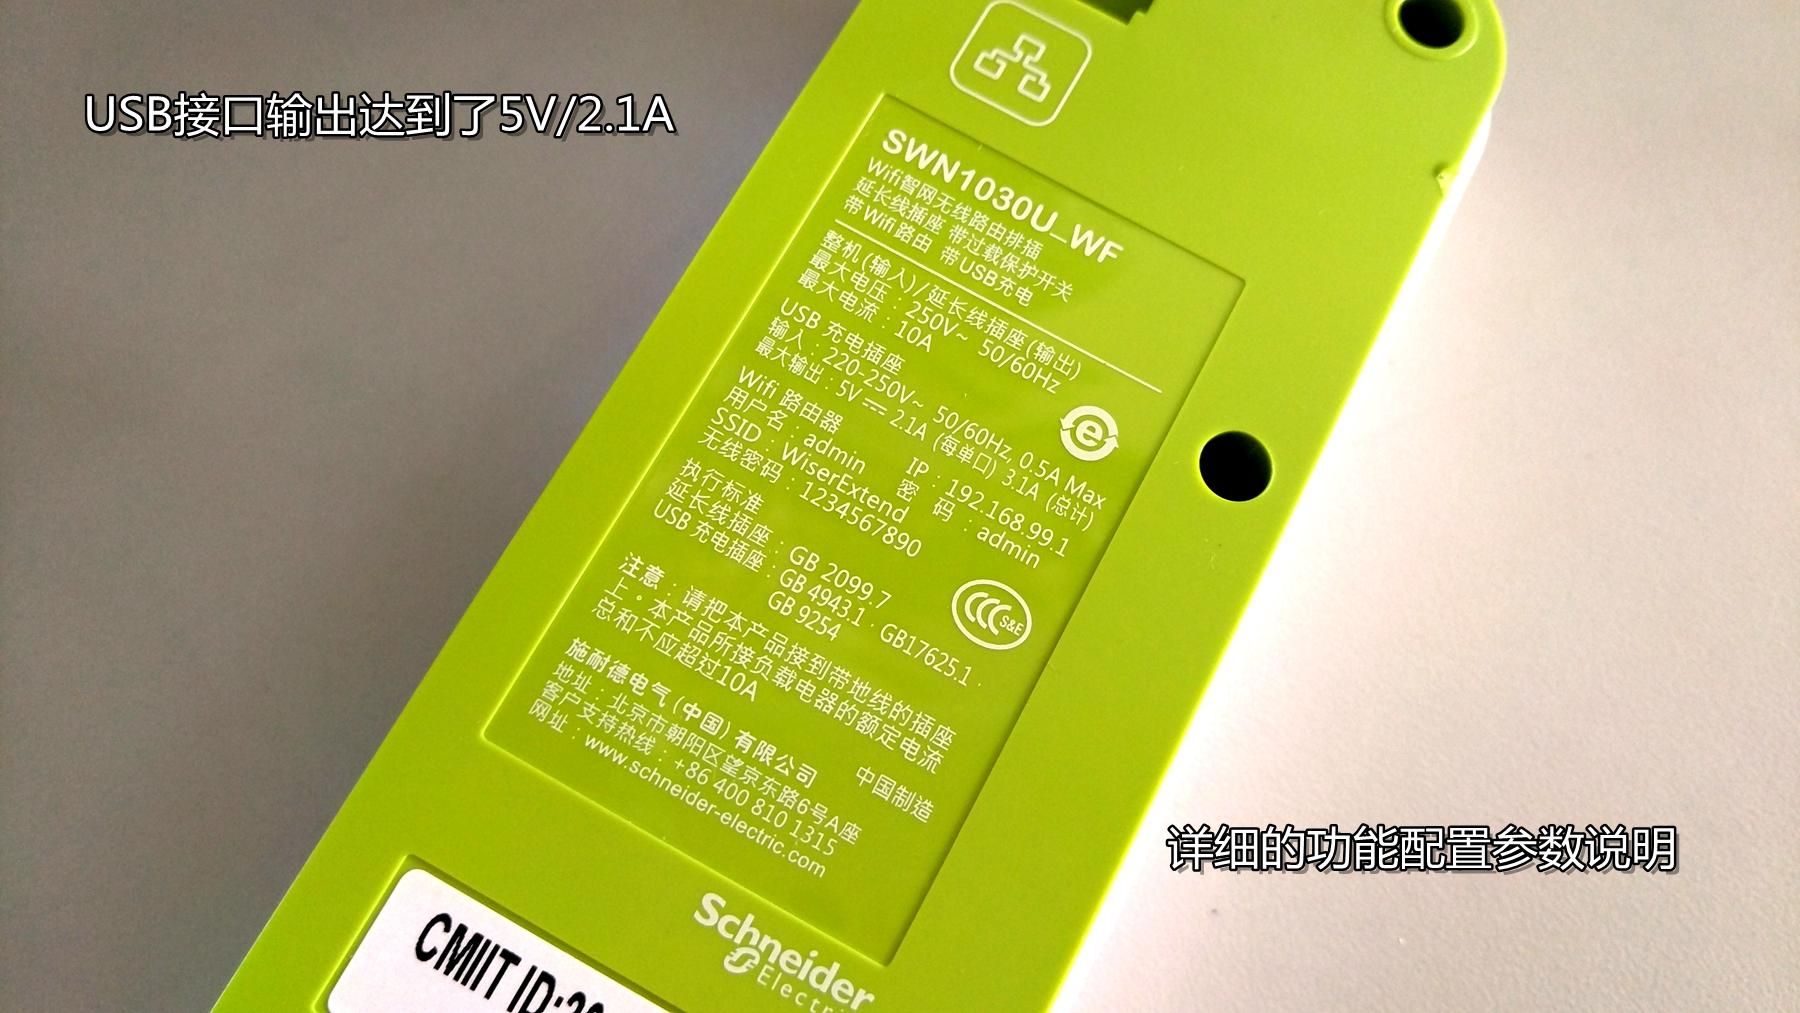 USB接口输出达到了5V/2.1A
SWN1030U_WF
Wifi智网无线路由排插
延长线插座 带过载保护开关
带Wifi路由 带USB充电
整机(输入)/延长线插座(输出)
最大电压：250V~ 50/60Hz
最大电流：10A
USB 充电插座
输入：220-250V~ 50/60Hz, 0.5A Max
最大输出：5V⎓2.1A (每单口) 3.1A (总计)
Wifi 路由器 IP：192.168.99.1
用户名：admin 密 码：admin
SSID：WiserExtend
无线密码：1234567890
执行标准
延长线插座：GB 2099.7
USB 充电插座：GB 4943.1．GB17625.1．
GB 9254
S&E
注意：请把本产品接到带地线的插座
上。本产品所接负载电器的额定电流
总和不应超过10A
施耐德电气(中国)有限公司 中国制造
地址：北京市朝阳区望京东路6号A座
客户支持热线：+86 400 810 1315
网址：www.schneider-electric.com
Schneider
CMIIT ID:
详细的功能配置参数说明